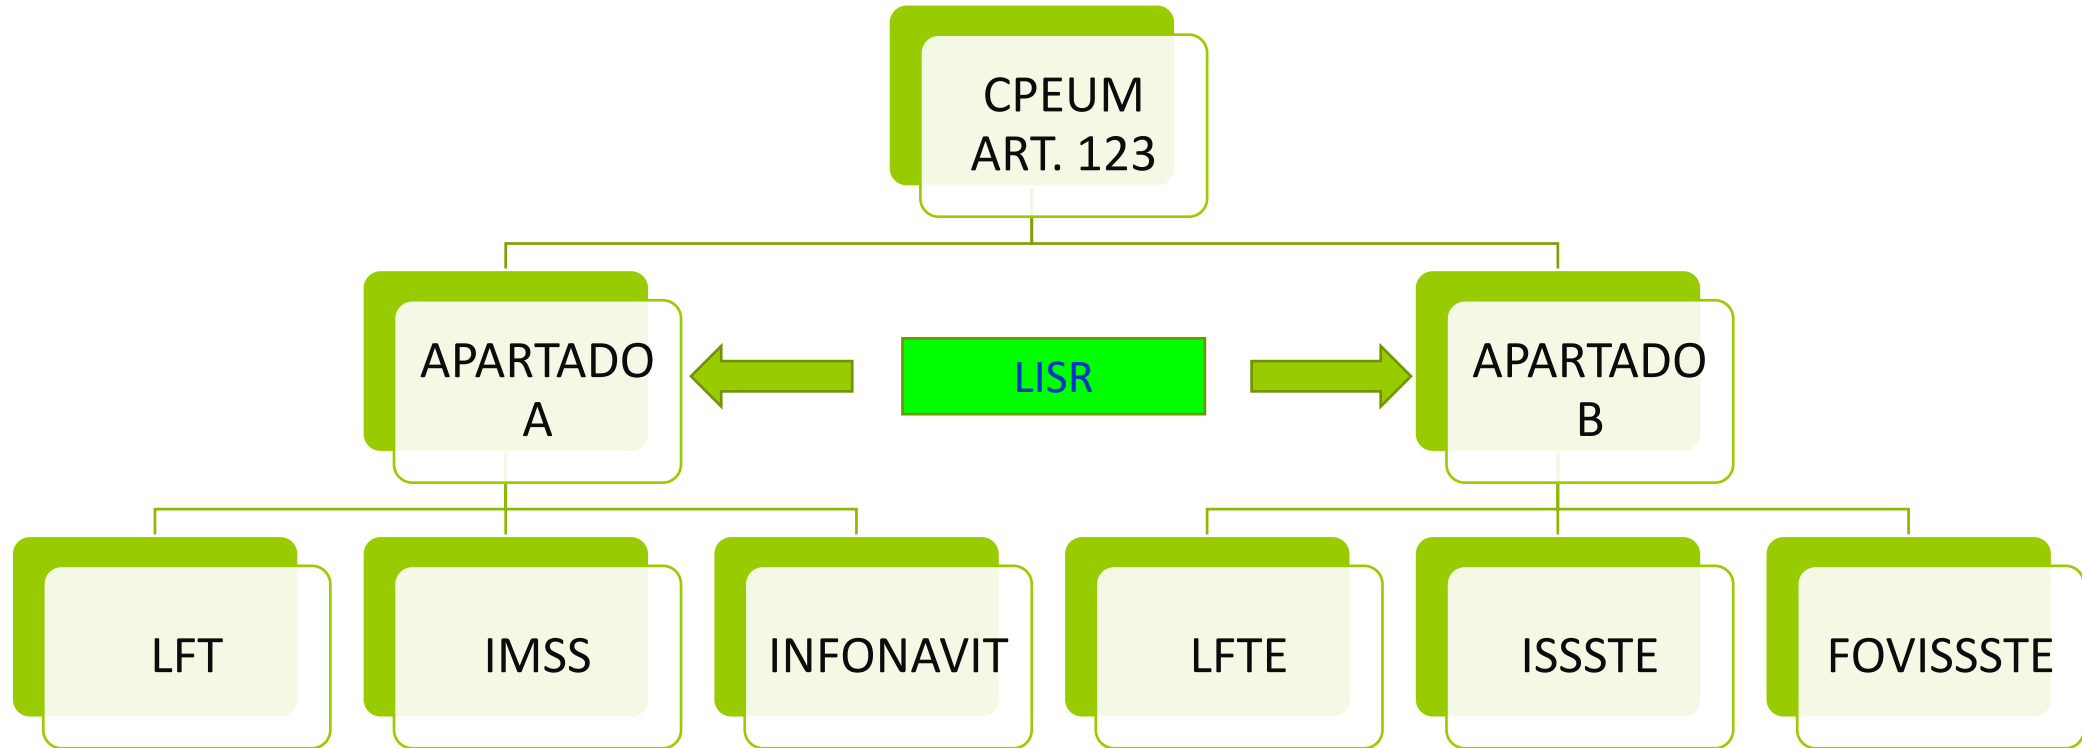 CPEUM
ART. 123
APARTADO
A
LISR
APARTADO
B
LFT
IMSS
INFONAVIT
LFTE
ISSSTE
FOVISSSTE